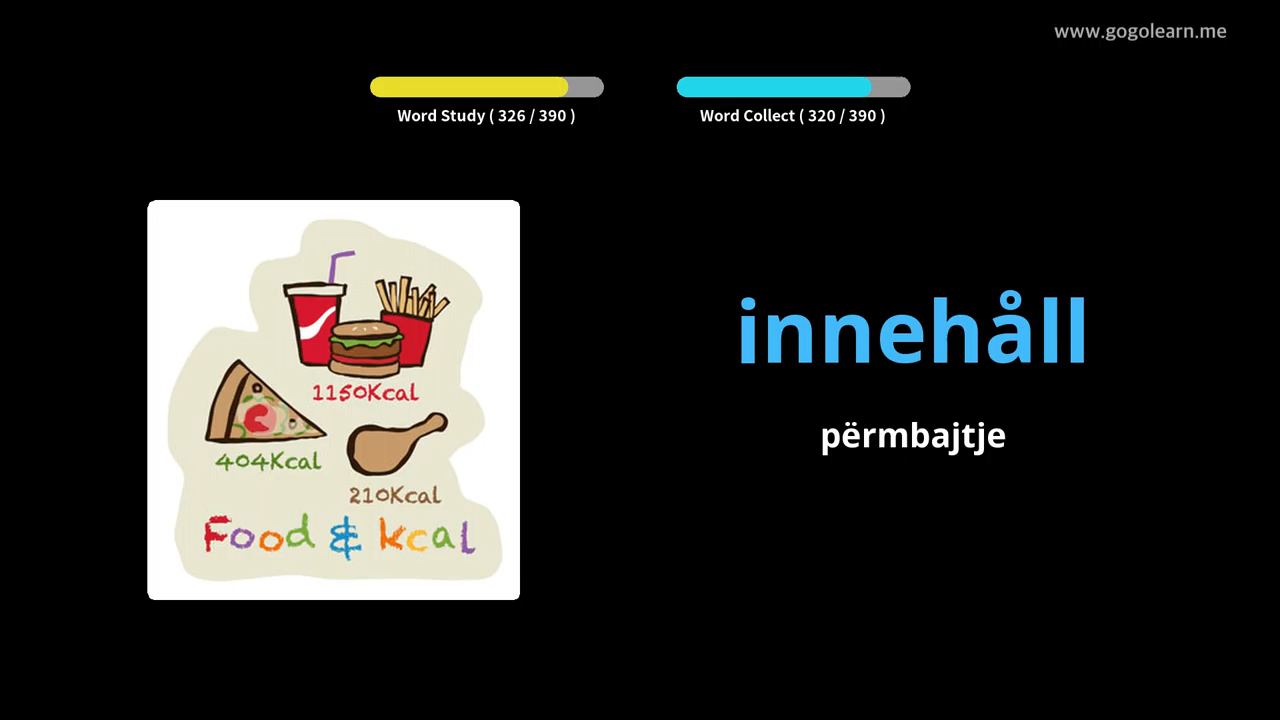 www.gogolearn.me
Word Study ( 326 / 390 )
Word Collect ( 320 / 390 )
1150Kcal
404Kcal
210Kcal
Food & kcal
innehåll
përmbajtje